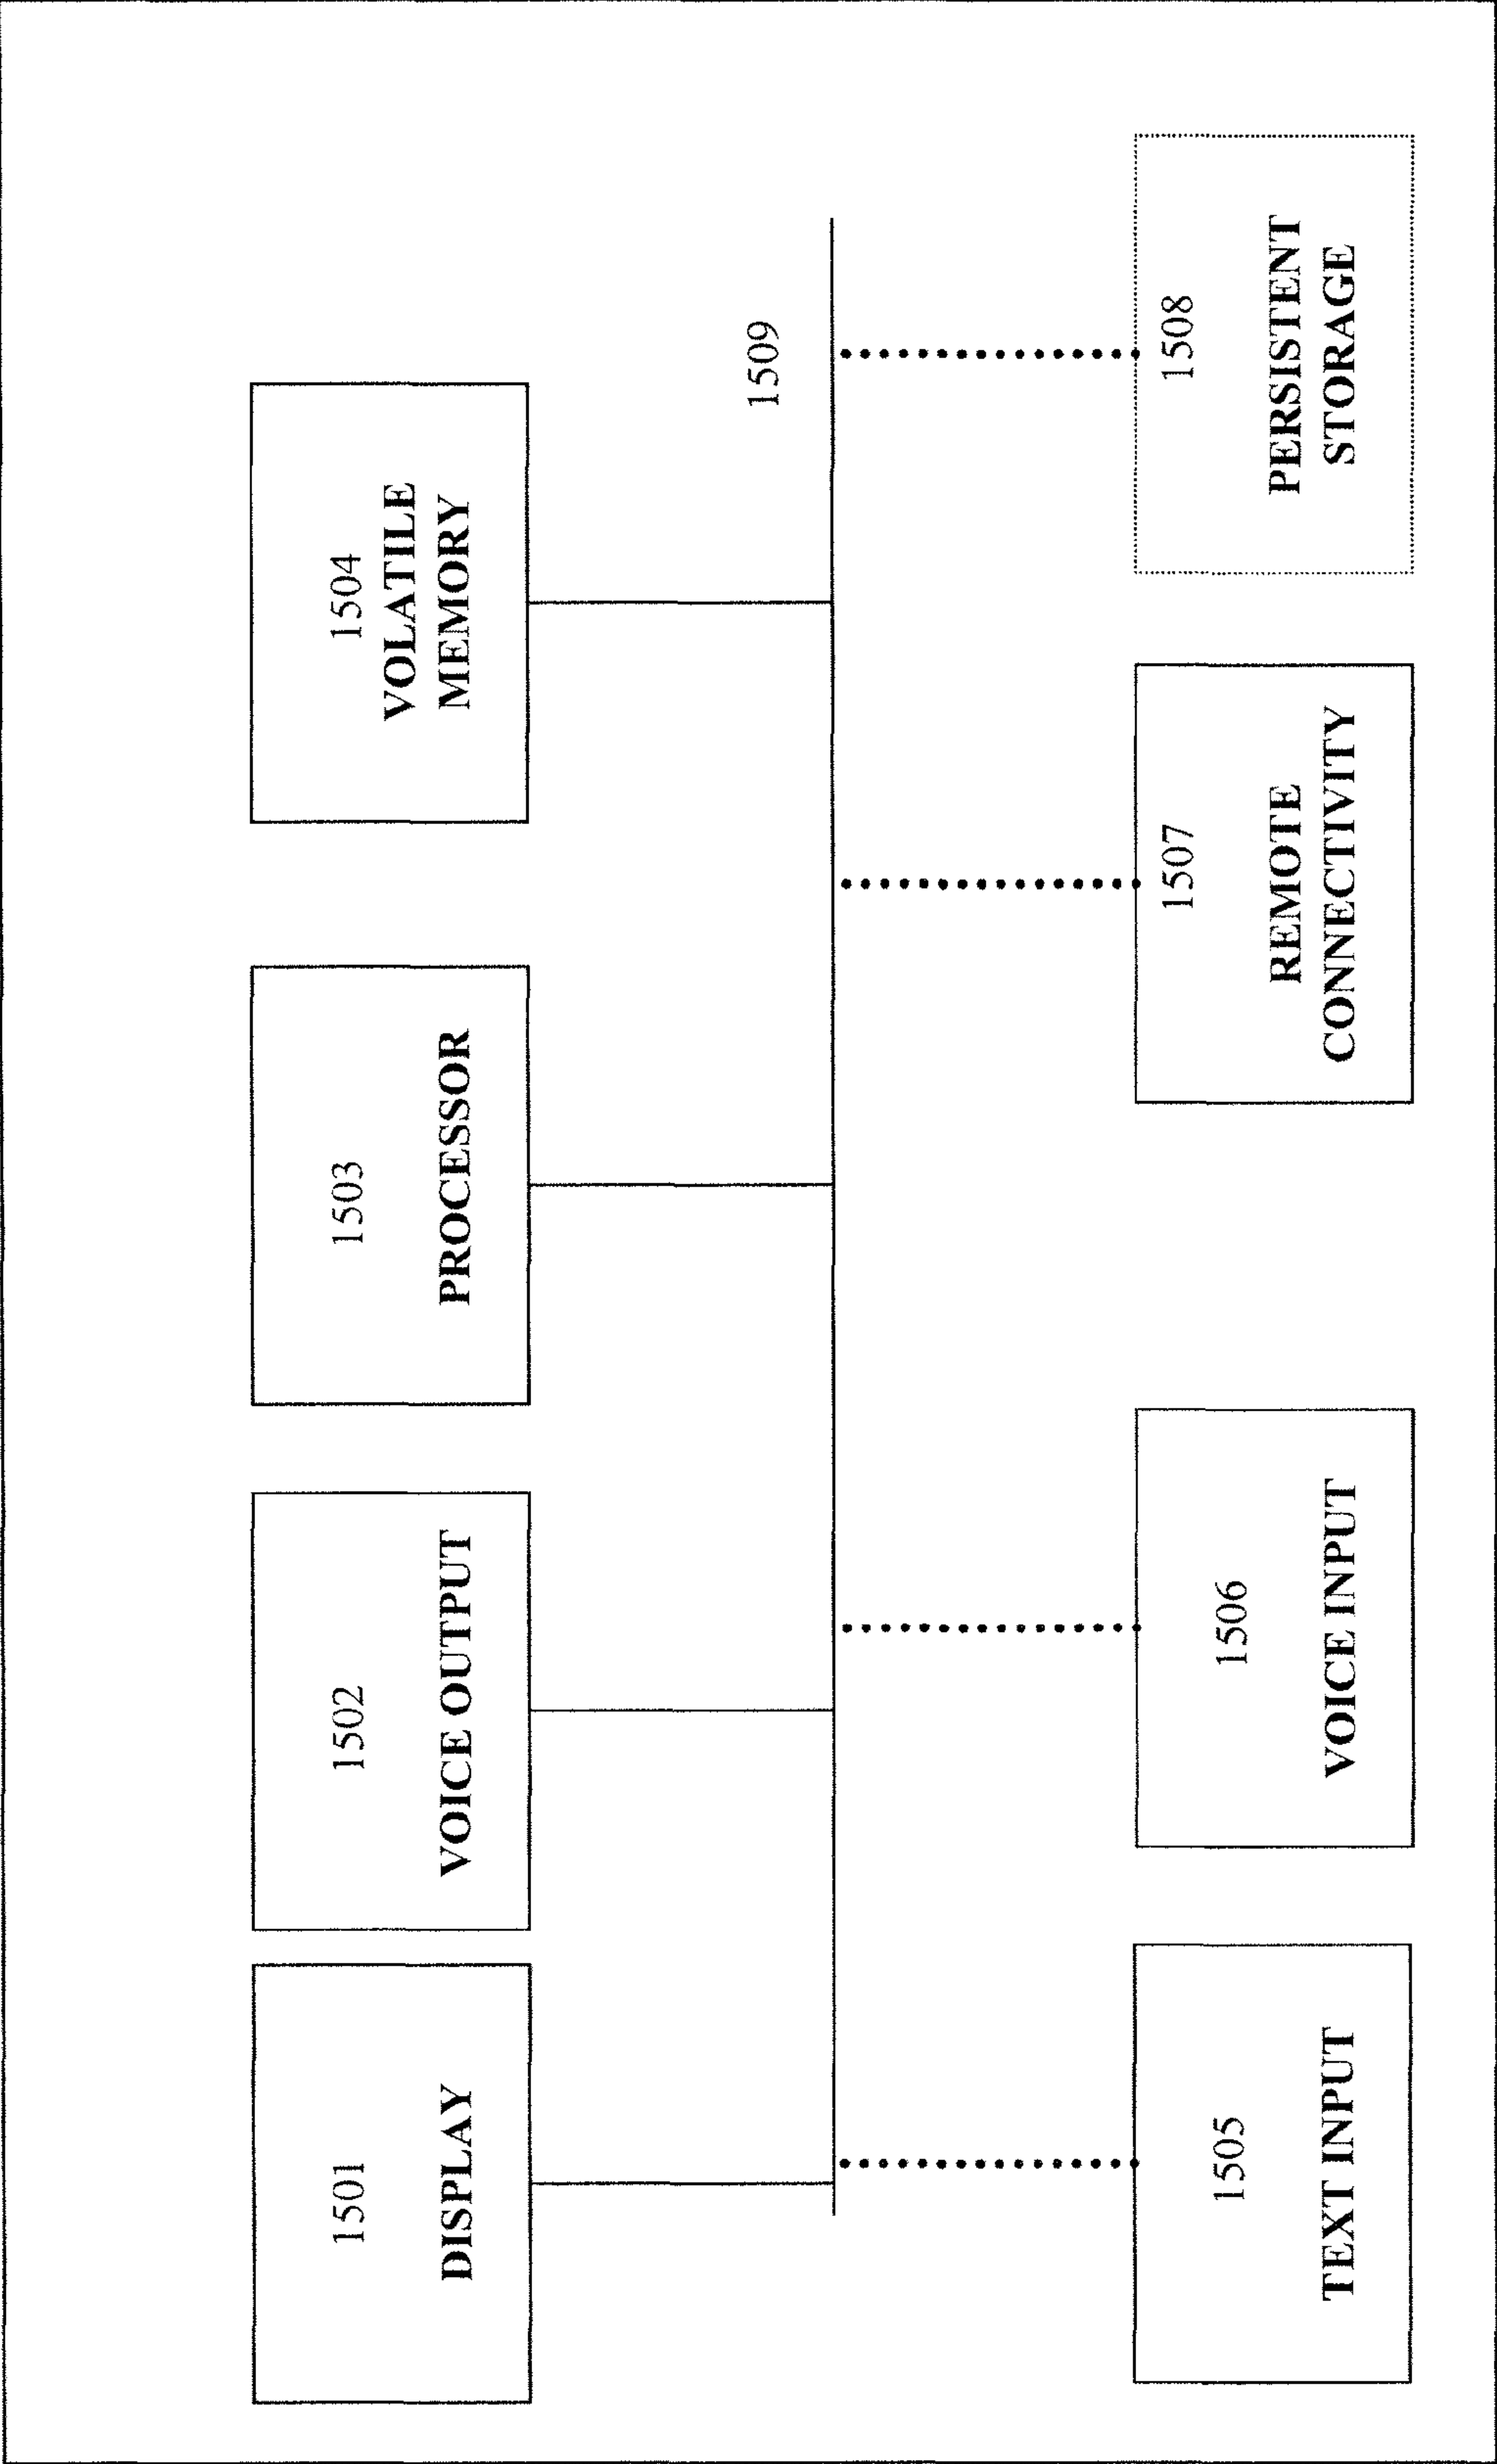 1501
DISPLAY
1502
VOICE OUTPUT
1503
PROCESSOR
1504
VOLATILE
MEMORY
1509
1505
TEXT INPUT
1506
VOICE INPUT
1507
REMOTE
CONNECTIVITY
1508
PERSISTENT
STORAGE